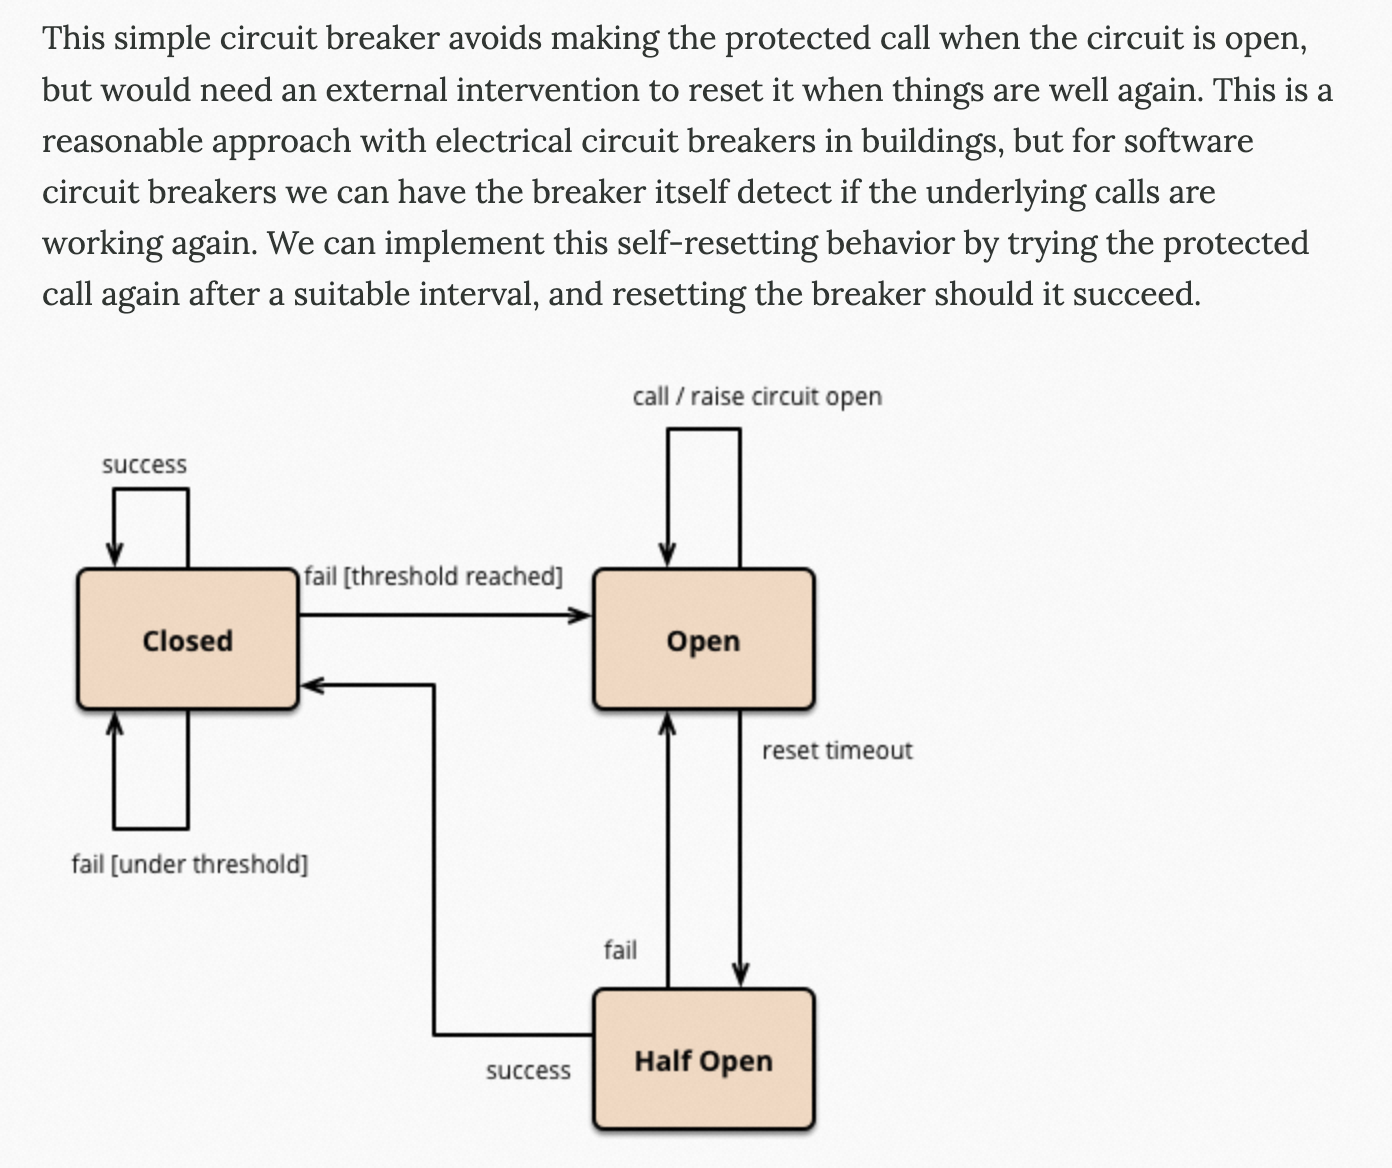 This simple circuit breaker avoids making the protected call when the circuit is open,
but would need an external intervention to reset it when things are well again. This is a
reasonable approach with electrical circuit breakers in buildings, but for software
circuit breakers we can have the breaker itself detect if the underlying calls are
working again. We can implement this self-resetting behavior by trying the protected
call again after a suitable interval, and resetting the breaker should it succeed.
call / raise circuit open
success
fail [threshold reached]
Closed
Open
reset timeout
fail [under threshold]
fail
Half Open
success